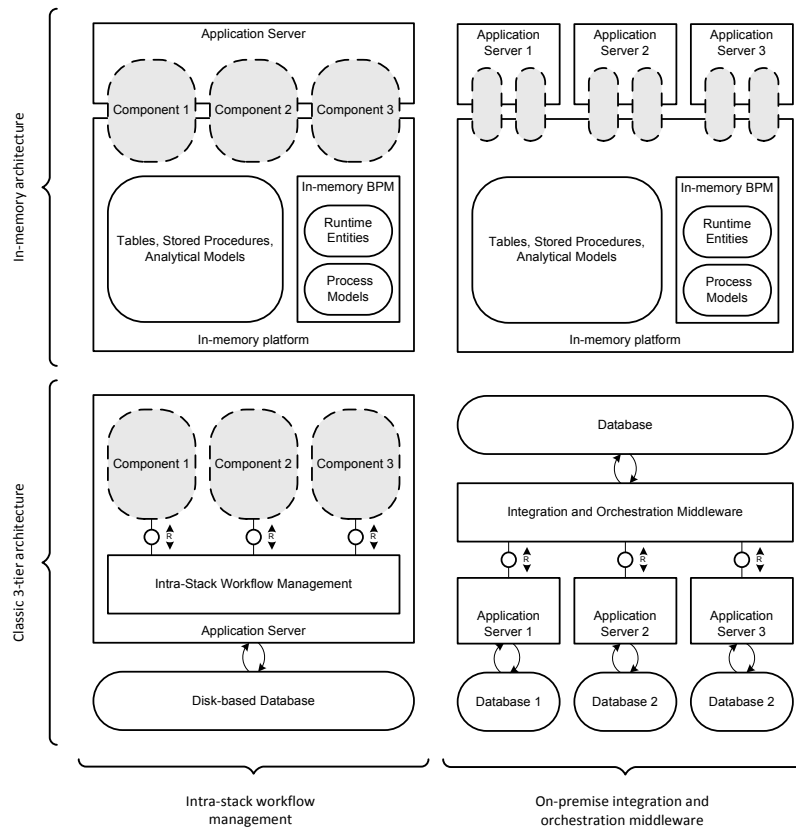 In-memory architecture
Application Server
Component 1
Component 2
Component 3
Tables, Stored Procedures,
Analytical Models
In-memory BPM
Runtime
Entities
Process
Models
In-memory platform
Application
Server 1
Application
Server 2
Application
Server 3
Tables, Stored Procedures,
Analytical Models
In-memory BPM
Runtime
Entities
Process
Models
In-memory platform
Classic 3-tier architecture
Component 1
Component 2
Component 3
R
R
R
Intra-Stack Workflow Management
Application Server
Disk-based Database
Database
Integration and Orchestration Middleware
R
R
R
Application
Server 1
Application
Server 2
Application
Server 3
Database 1
Database 2
Database 2
Intra-stack workflow
management
On-premise integration and
orchestration middleware